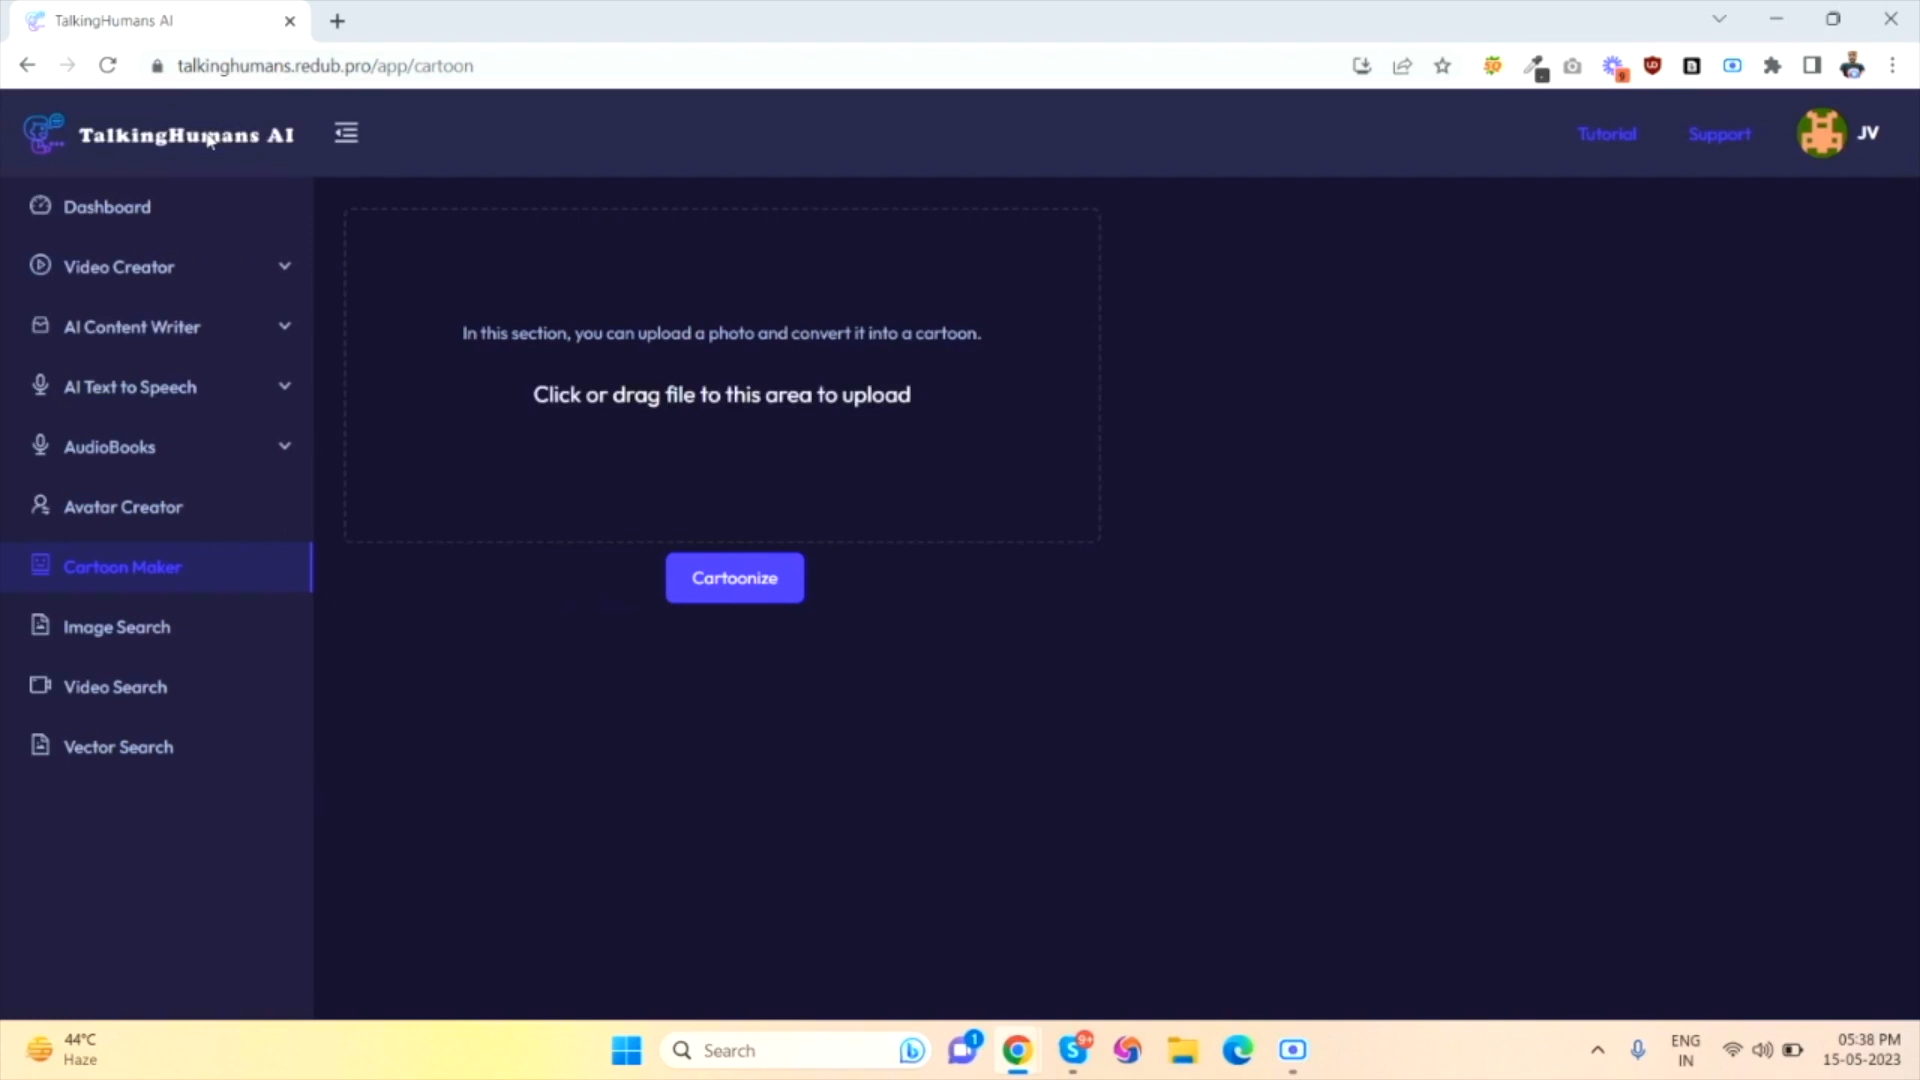 TalkingHumans AI
talkinghumans.redub.pro/app/cartoon
9
TalkingHumans AI
Tutorial
Support
JV
Dashboard
Video Creator
AI Content Writer
AI Text to Speech
AudioBooks
Avatar Creator
Cartoon Maker
Image Search
Video Search
Vector Search
In this section, you can upload a photo and convert it into a cartoon.
Click or drag file to this area to upload
Cartoonize
44°C
Haze
Search
1
9+
ENG
IN
05:38 PM
15-05-2023